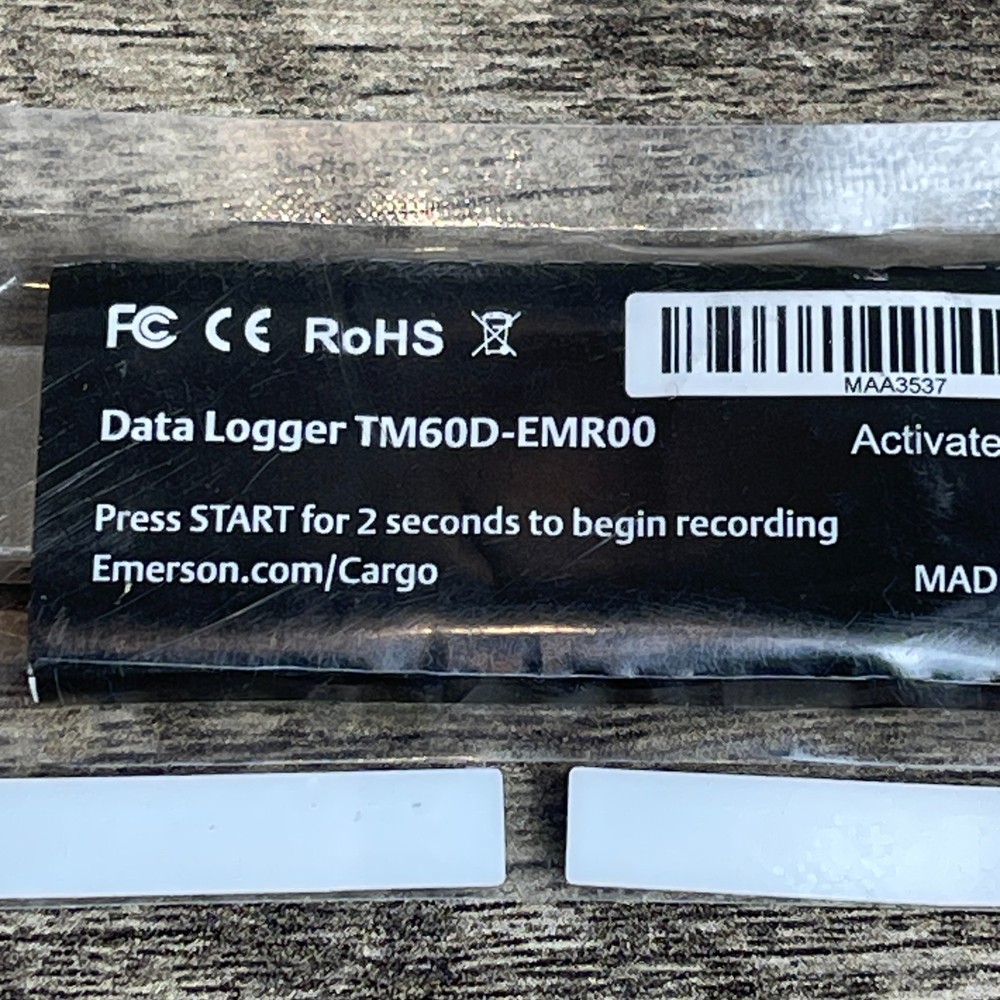 FC CE RoHS
MAA3537
Data Logger TM60D-EMR00
Activate
Press START for 2 seconds to begin recording
Emerson.com/Cargo
MAD